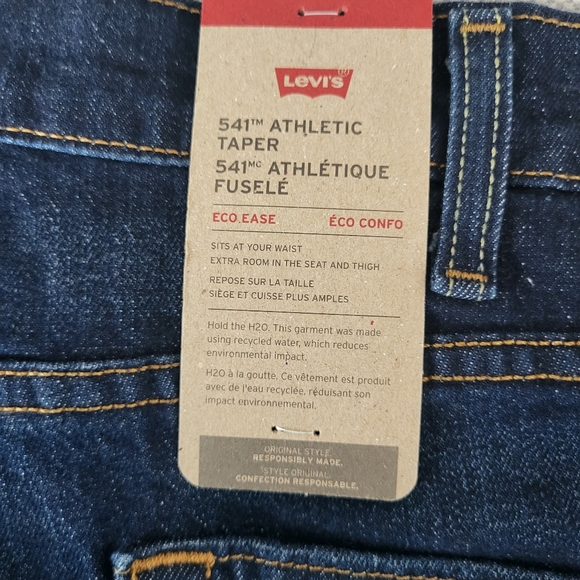 Levi's
541™ ATHLETIC
TAPER
541MC ATHLÉTIQUE
FUSELÉ
ECO EASE ÉCO CONFO
SITS AT YOUR WAIST
EXTRA ROOM IN THE SEAT AND THIGH
REPOSE SUR LA TAILLE
SIÈGE ET CUISSE PLUS AMPLES
Hold the H2O. This garment was made
using recycled water, which reduces
environmental impact.
H2O à la goutte. Ce vêtement est produit
avec de l'eau recyclée, réduisant son
impact environnemental.
ORIGINAL STYLE.
RESPONSIBLY MADE.
STYLE ORIGINAL.
CONFECTION RESPONSABLE.